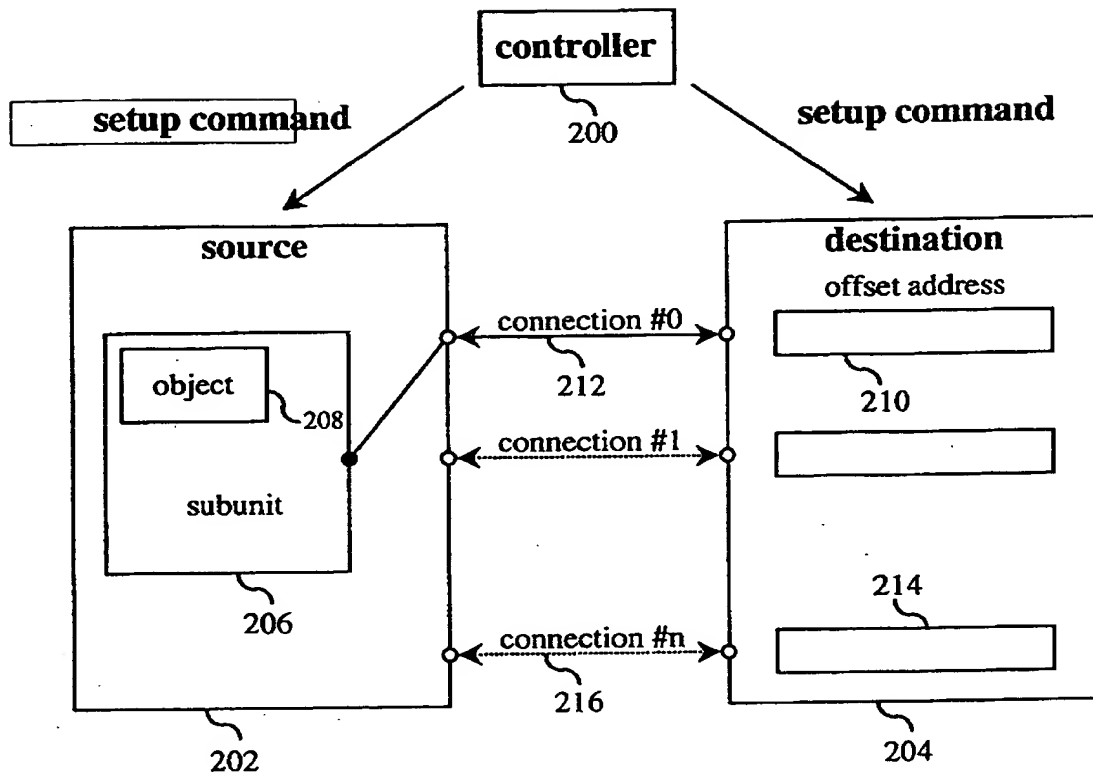 controller
200
setup command
setup command
source
destination
offset address
connection #0
212
210
object
208
connection #1
subunit
206
214
connection #n
216
202
204